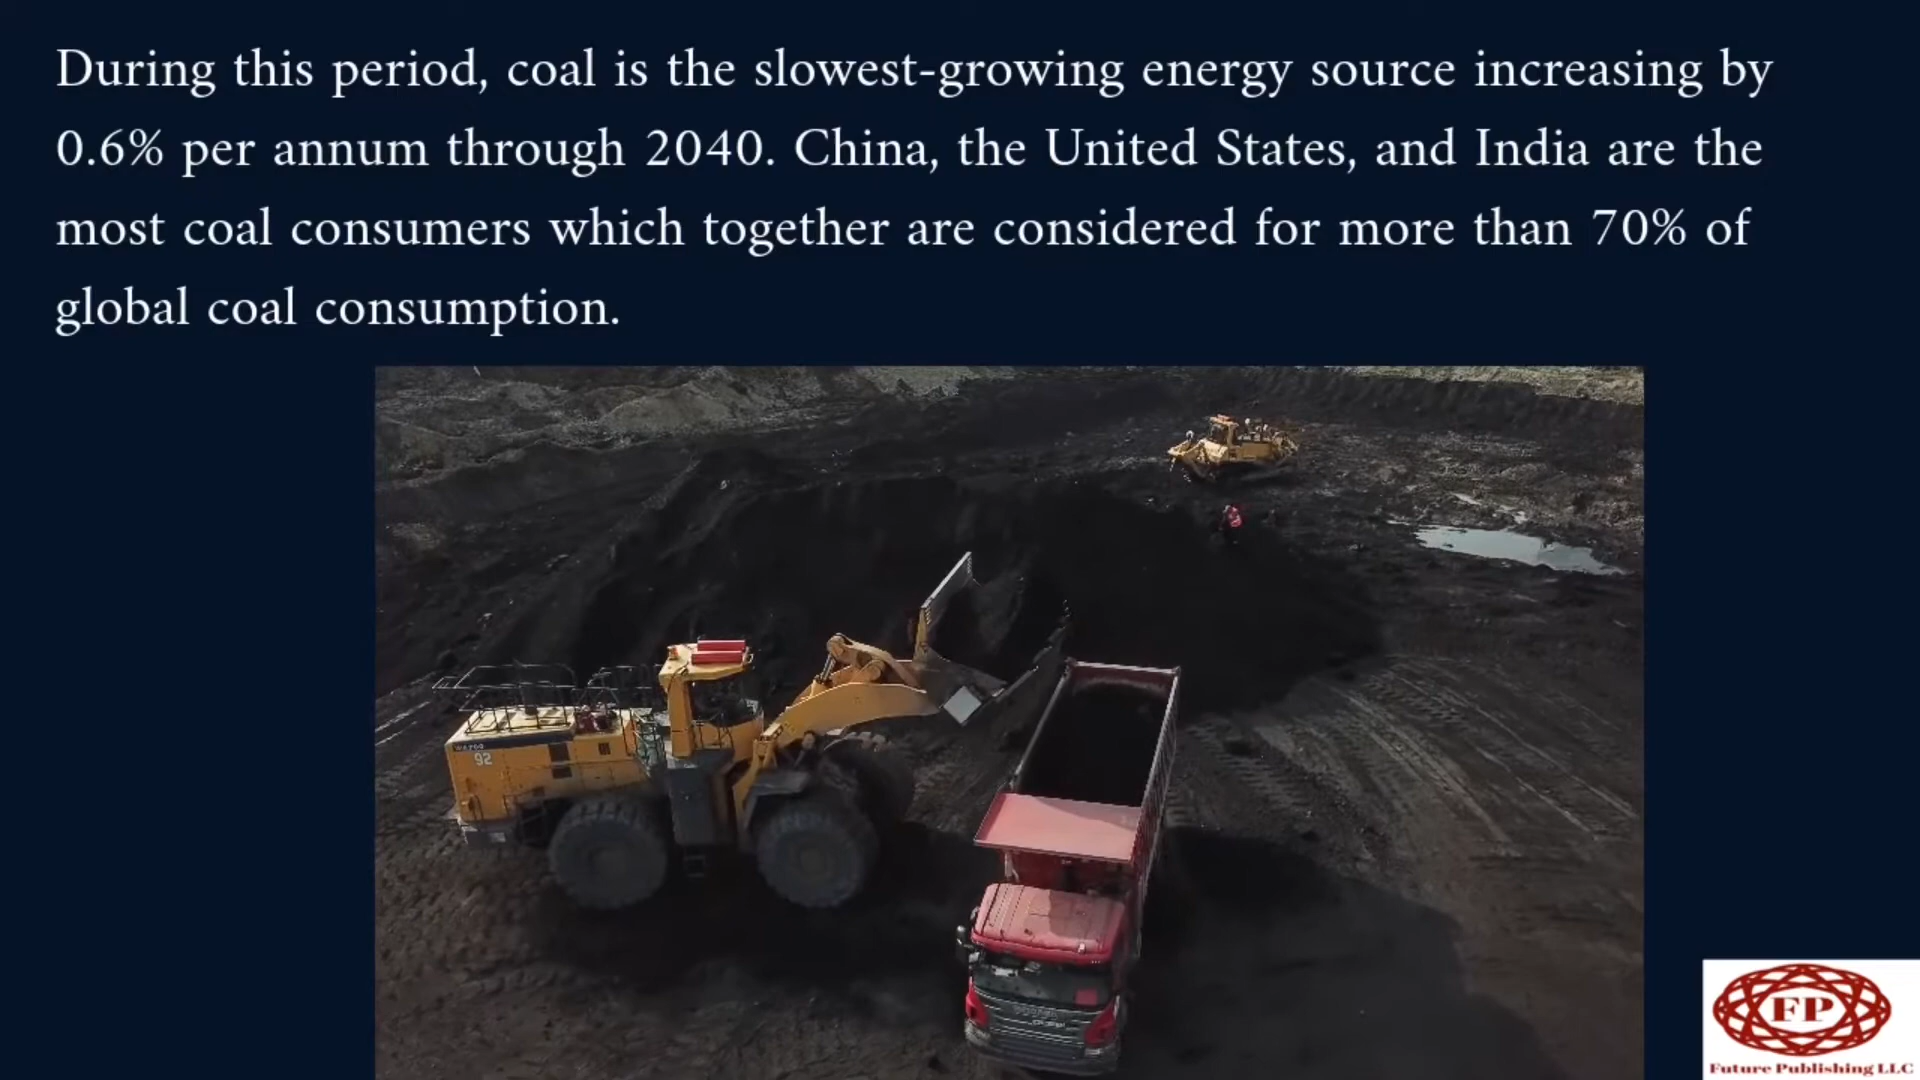 During this period, coal is the slowest-growing energy source increasing by
0.6% per annum through 2040. China, the United States, and India are the
most coal consumers which together are considered for more than 70% of
global coal consumption.
92
FP
Future Publishing LLC